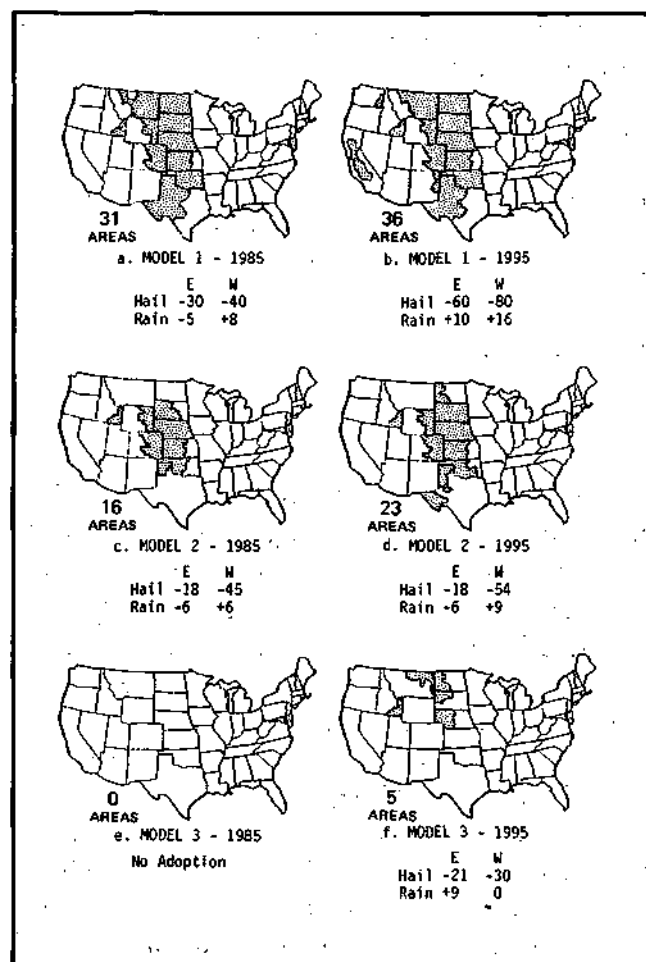 31
AREAS
a. MODEL 1 - 1985
E W
Hail -30 -40
Rain -5 +8
36
AREAS
b. MODEL 1 - 1995
E W
Hail -60 -80
Rain +10 +16
16
AREAS
c. MODEL 2 - 1985
E W
Hail -18 -45
Rain -6 +6
23
AREAS
d. MODEL 2 - 1995
E W
Hail -18 -54
Rain -6 +9
0
AREAS
e. MODEL 3 - 1985
No Adoption
5
AREAS
f. MODEL 3 - 1995
E W
Hail -21 -30
Rain +9 0